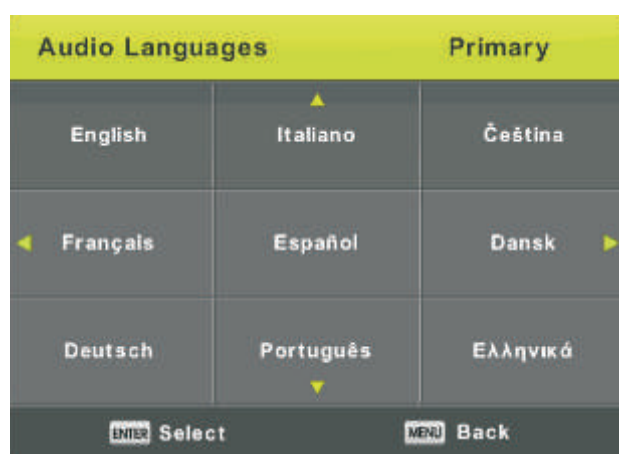 Audio Languages Primary
English Italiano Čeština
Français Español Dansk
Deutsch Português Ελληνικά
ENTER Select MENU Back